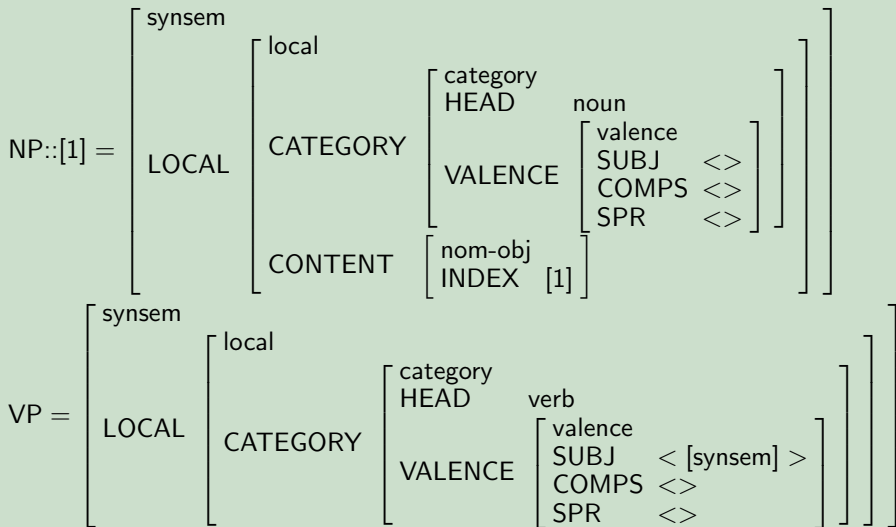 synsem
local
category
HEAD noun
NP::[1] =
LOCAL
CATEGORY
VALENCE
valence
SUBJ <>
COMPS <>
SPR <>
CONTENT
nom-obj
INDEX [1]
synsem
local
category
HEAD verb
VP =
LOCAL
CATEGORY
VALENCE
valence
SUBJ < [synsem] >
COMPS <>
SPR <>